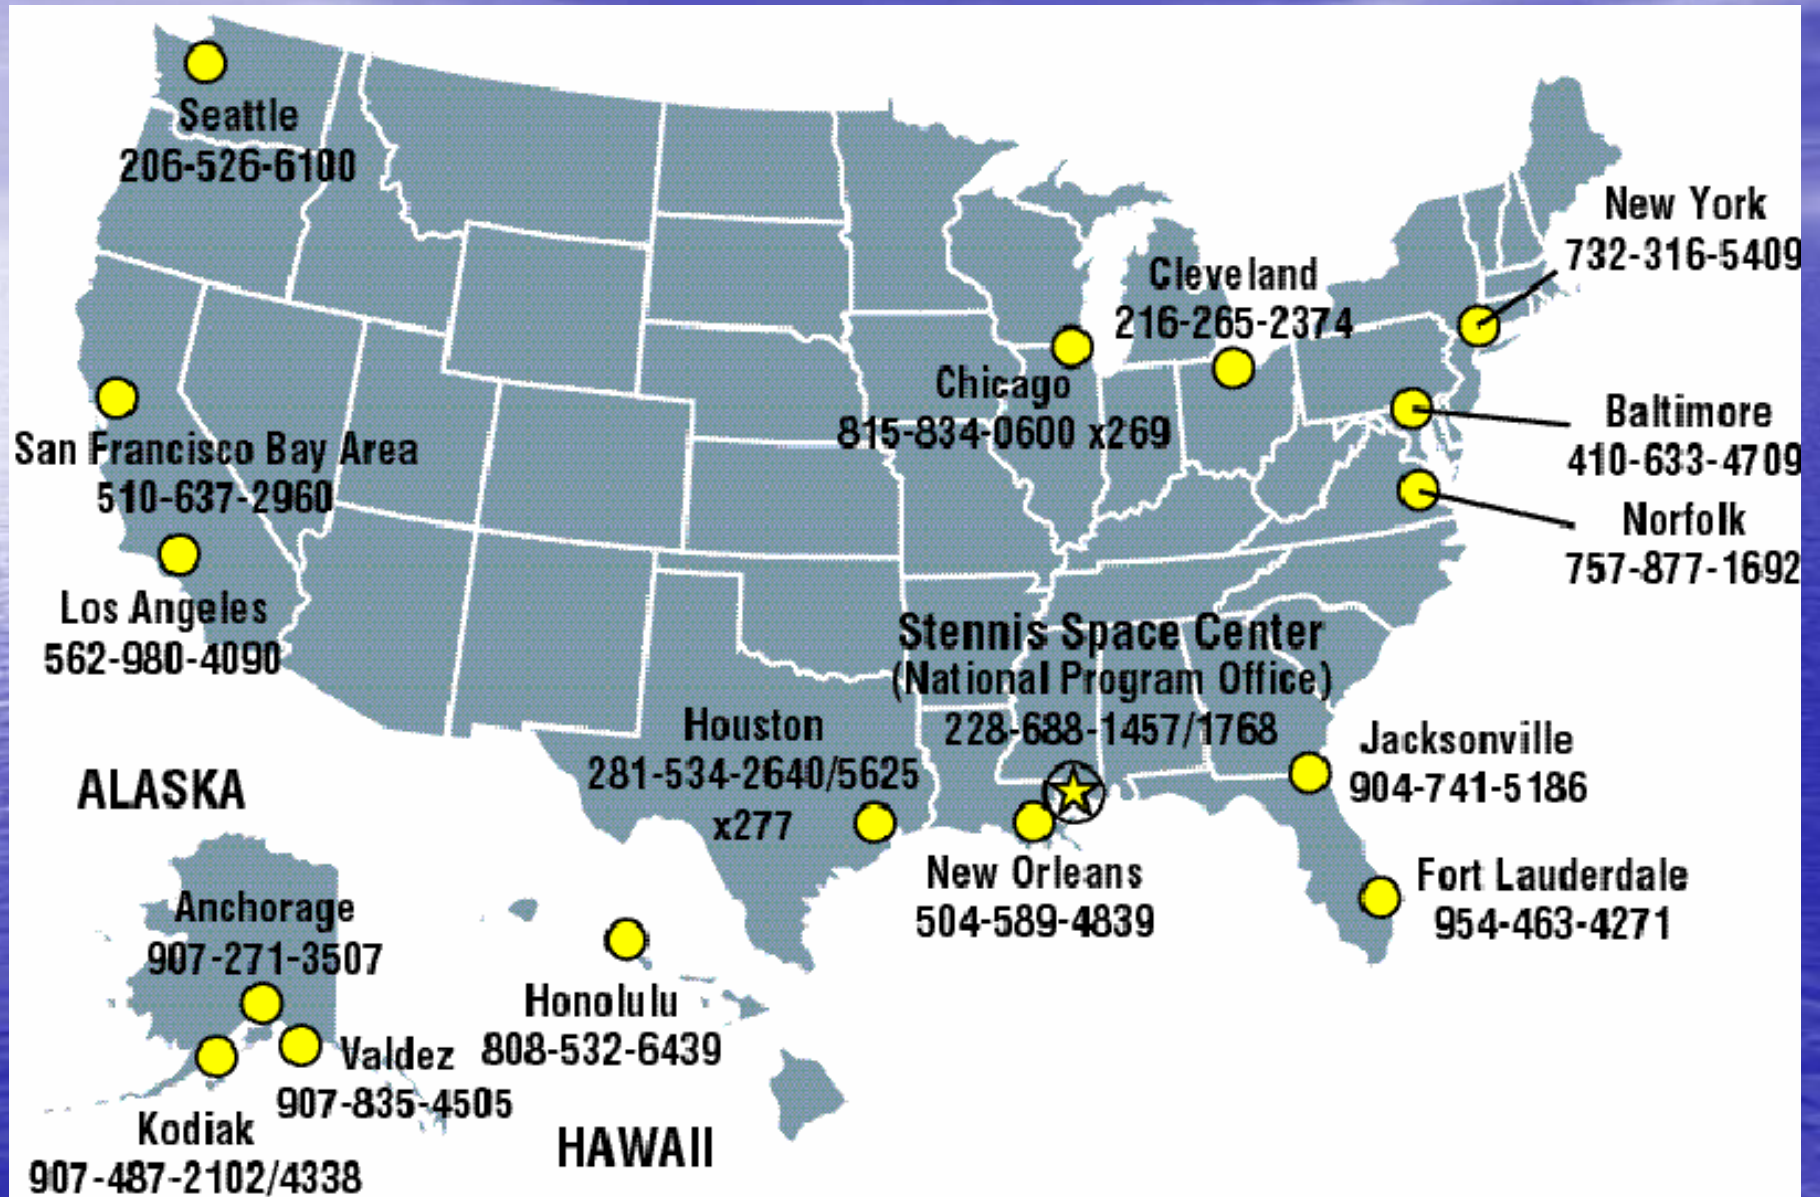 Seattle
206-526-6100
New York
732-316-5409
Cleveland
216-265-2374
Chicago
815-834-0600 x269
Baltimore
410-633-4709
San Francisco Bay Area
510-637-2960
Norfolk
757-877-1692
Los Angeles
562-980-4090
Stennis Space Center
(National Program Office)
228-688-1457/1768
Houston
281-534-2640/5625
x277
Jacksonville
904-741-5186
ALASKA
New Orleans
504-589-4839
Fort Lauderdale
954-463-4271
Anchorage
907-271-3507
Honolulu
808-532-6439
Valdez
907-835-4505
Kodiak
907-487-2102/4338
HAWAII